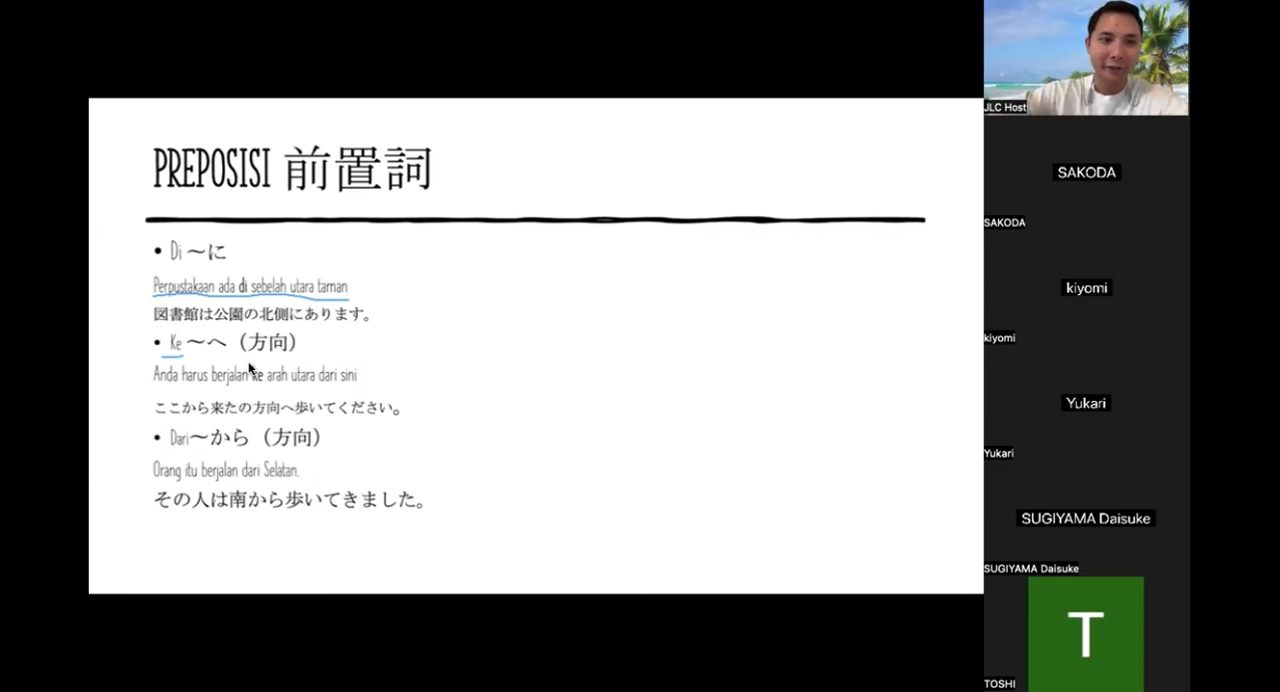 PREPOSISI 前置詞
• Di ～に
Perpustakaan ada di sebelah utara taman
図書館は公園の北側にあります。
• Ke ～へ（方向）
Anda harus berjalan ke arah utara dari sini
ここから来たの方向へ歩いてください。
• Dari～から（方向）
Orang itu berjalan dari Selatan.
その人は南から歩いてきました。
JLC Host
SAKODA
SAKODA
kiyomi
kiyomi
Yukari
Yukari
SUGIYAMA Daisuke
SUGIYAMA Daisuke
T
TOSHI